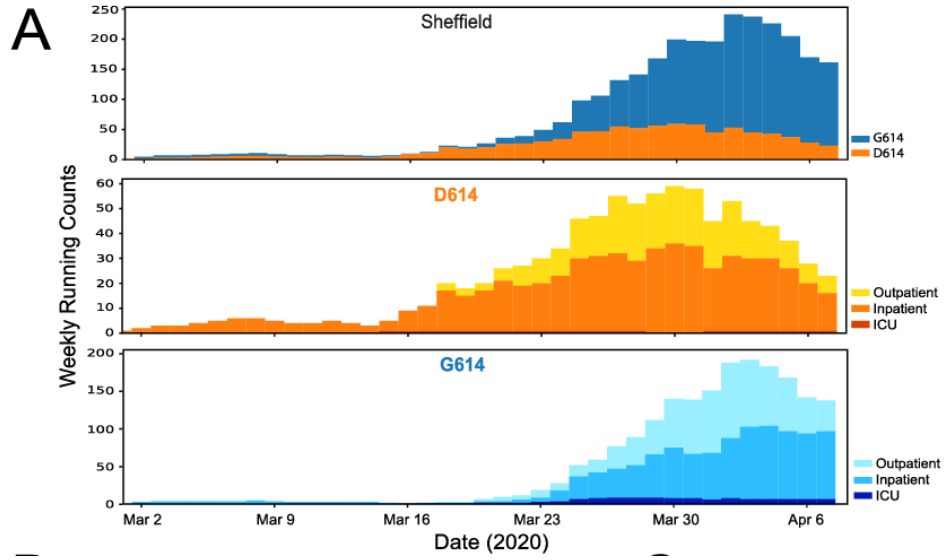 A
Sheffield
250
200
150
100
50
0
G614
D614
Weekly Running Counts
D614
60
50
40
30
20
10
0
Outpatient
Inpatient
ICU
G614
200
150
100
50
0
Outpatient
Inpatient
ICU
Mar 2 Mar 9 Mar 16 Mar 23 Mar 30 Apr 6
Date (2020)